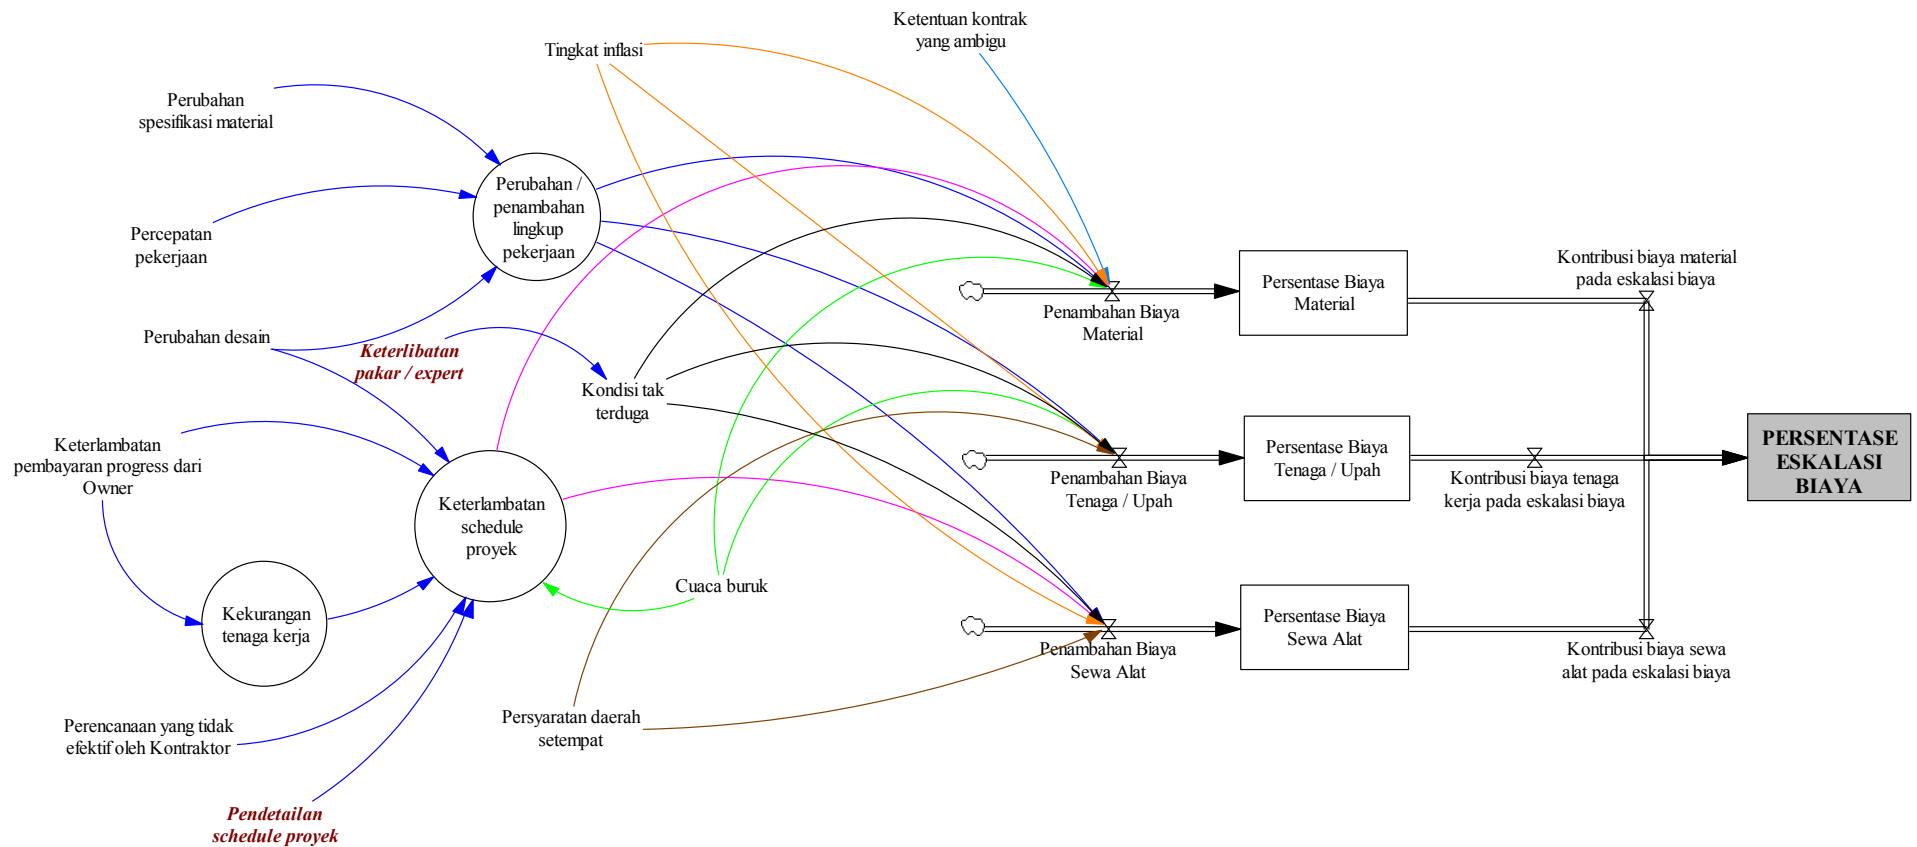 Ketentuan kontrak
yang ambigu
Tingkat inflasi
Perubahan
spesifikasi material
Percepatan
pekerjaan
Perubahan /
penambahan
lingkup
pekerjaan
Perubahan desain
Keterlibatan
pakar / expert
Kondisi tak
terduga
Keterlambatan
pembayaran progress dari
Owner
Keterlambatan
schedule
proyek
Kekurangan
tenaga kerja
Cuaca buruk
Perencanaan yang tidak
efektif oleh Kontraktor
Persyaratan daerah
setempat
Pendetailan
schedule proyek
Penambahan Biaya
Material
Persentase Biaya
Material
Kontribusi biaya material
pada eskalasi biaya
Penambahan Biaya
Tenaga / Upah
Persentase Biaya
Tenaga / Upah
Kontribusi biaya tenaga
kerja pada eskalasi biaya
PERSENTASE
ESKALASI
BIAYA
Penambahan Biaya
Sewa Alat
Persentase Biaya
Sewa Alat
Kontribusi biaya sewa
alat pada eskalasi biaya